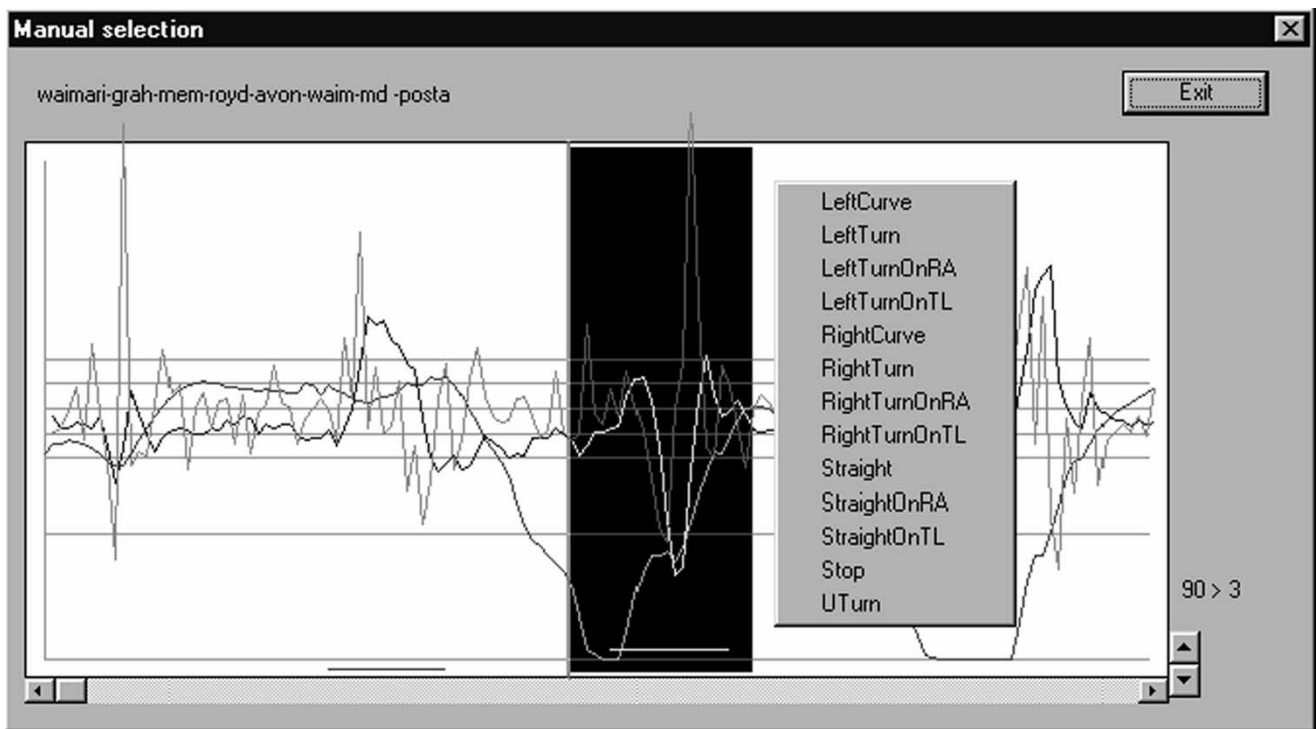 Manual selection
waimari-grah-mem-royd-avon-waim-md -posta
Exit
LeftCurve
LeftTurn
LeftTurnOnRA
LeftTurnOnTL
RightCurve
RightTurn
RightTurnOnRA
RightTurnOnTL
Straight
StraightOnRA
StraightOnTL
Stop
UTurn
90 > 3